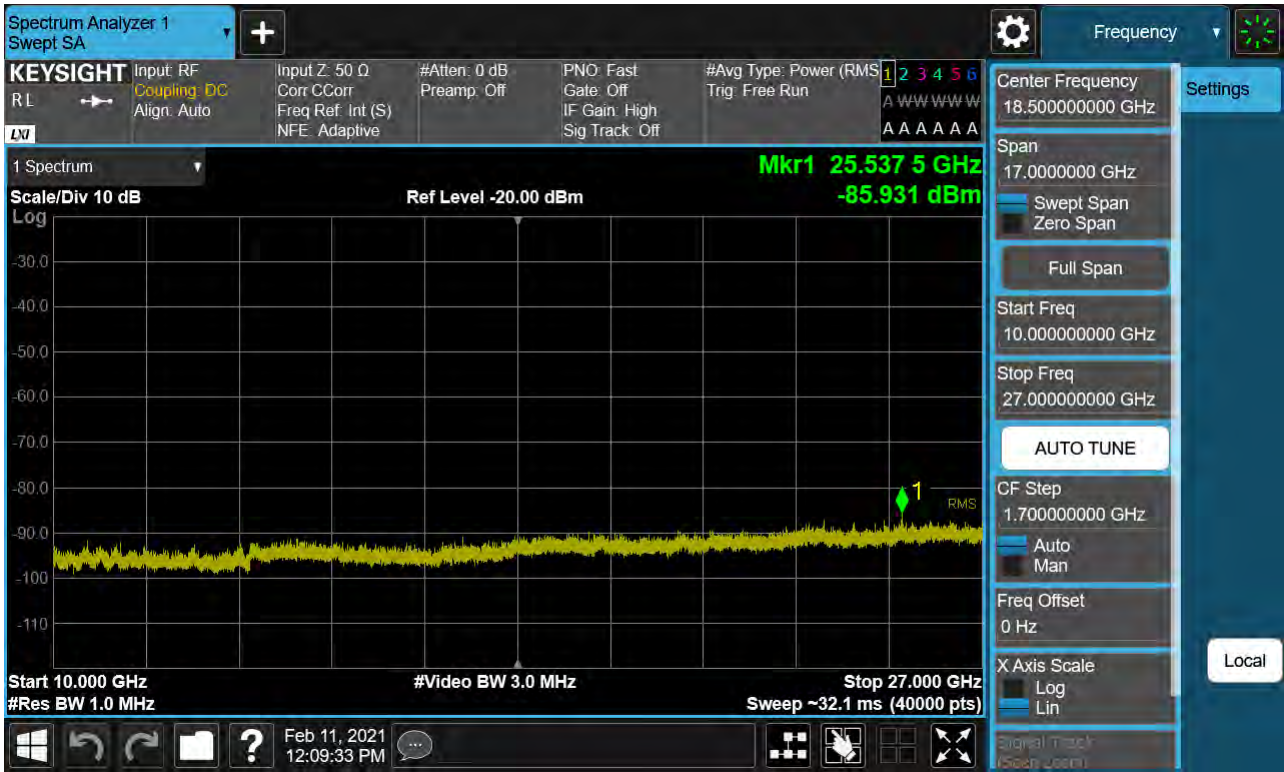 Spectrum Analyzer 1
Swept SA
+
Frequency
KEYSIGHT
RL
LXI
Input: RF
Coupling: DC
Align: Auto
Input Z: 50 Ω
Corr CCorr
Freq Ref: Int (S)
NFE: Adaptive
#Atten: 0 dB
Preamp: Off
PNO: Fast
Gate: Off
IF Gain: High
Sig Track: Off
#Avg Type: Power (RMS
Trig: Free Run
1 2 3 4 5 6
A W W W W W
A A A A A A
1 Spectrum
Scale/Div 10 dB
Log
Ref Level -20.00 dBm
Mkr1 25.537 5 GHz
-85.931 dBm
-30.0
-40.0
-50.0
-60.0
-70.0
-80.0
-90.0
-100
-110
1
RMS
Start 10.000 GHz
#Res BW 1.0 MHz
#Video BW 3.0 MHz
Stop 27.000 GHz
Sweep ~32.1 ms (40000 pts)
Center Frequency
18.500000000 GHz
Span
17.0000000 GHz
Swept Span
Zero Span
Full Span
Start Freq
10.000000000 GHz
Stop Freq
27.000000000 GHz
AUTO TUNE
CF Step
1.700000000 GHz
Auto
Man
Freq Offset
0 Hz
X Axis Scale
Log
Lin
Signal Track
(Span Zoom)
Settings
Local
?
Feb 11, 2021
12:09:33 PM